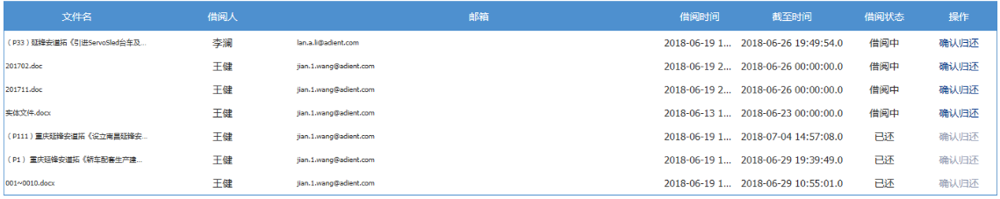 文件名 借阅人 邮箱 借阅时间 截至时间 借阅状态 操作
（P33）延锋安道拓《引进ServoSled台车及... 李澜 lan.a.li@adient.com 2018-06-19 1... 2018-06-26 19:49:54.0 借阅中 确认归还
201702.doc 王健 jian.1.wang@adient.com 2018-06-19 2... 2018-06-26 00:00:00.0 借阅中 确认归还
201711.doc 王健 jian.1.wang@adient.com 2018-06-19 2... 2018-06-26 00:00:00.0 借阅中 确认归还
实体文件.docx 王健 jian.1.wang@adient.com 2018-06-13 1... 2018-06-23 00:00:00.0 借阅中 确认归还
（P111）重庆延锋安道拓《设立南昌延锋安... 王健 jian.1.wang@adient.com 2018-06-19 1... 2018-07-04 14:57:08.0 已还 确认归还
（P1） 重庆延锋安道拓《轿车配套生产建... 王健 jian.1.wang@adient.com 2018-06-19 1... 2018-06-29 19:39:49.0 已还 确认归还
001~0010.docx 王健 jian.1.wang@adient.com 2018-06-19 1... 2018-06-29 10:55:01.0 已还 确认归还